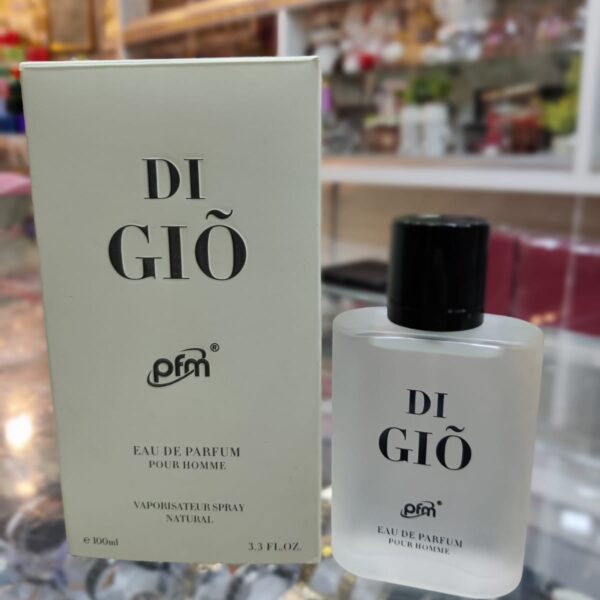 DI
GIÕ
pfm®
EAU DE PARFUM
POUR HOMME
VAPORISATEUR SPRAY
NATURAL
e 100ml
3.3 FL.OZ.
DI
GIÕ
pfm®
EAU DE PARFUM
POUR HOMME